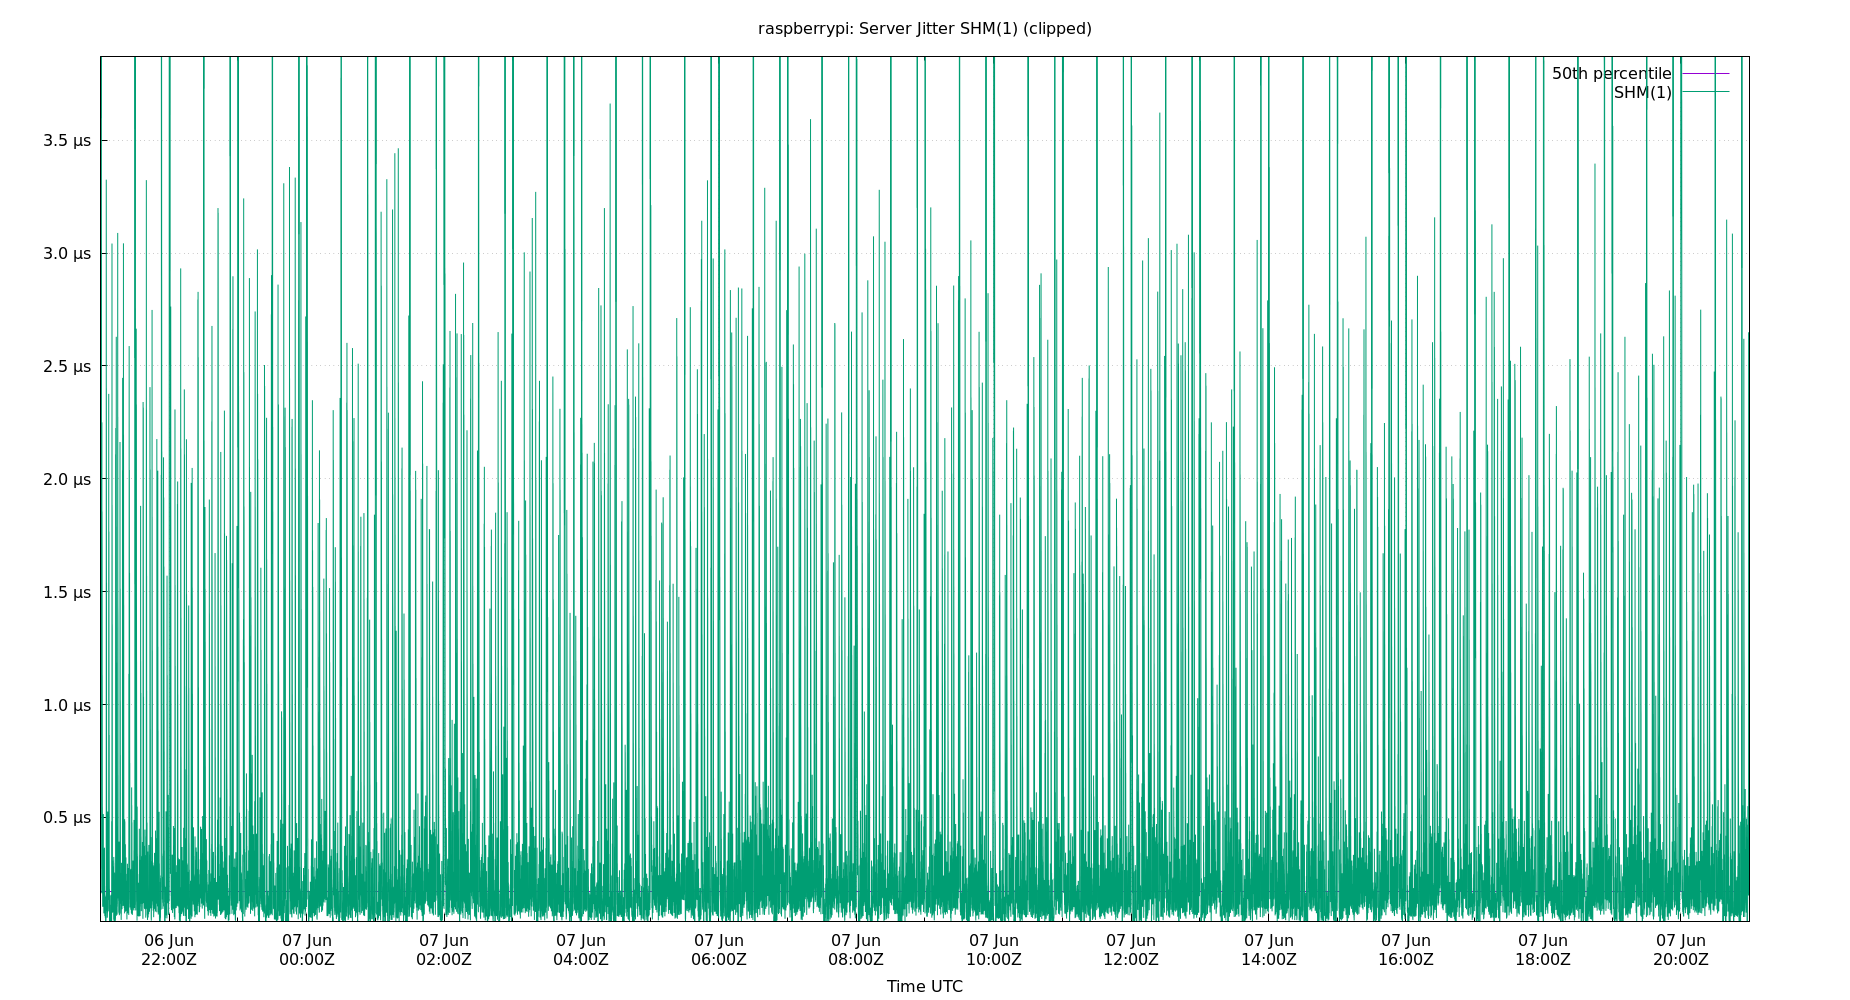 raspberrypi: Server Jitter SHM(1) (clipped)
50th percentile
SHM(1)
3.5 µs
3.0 µs
2.5 µs
2.0 µs
1.5 µs
1.0 µs
0.5 µs
06 Jun 07 Jun 07 Jun 07 Jun 07 Jun 07 Jun 07 Jun 07 Jun 07 Jun 07 Jun 07 Jun 07 Jun
22:00Z 00:00Z 02:00Z 04:00Z 06:00Z 08:00Z 10:00Z 12:00Z 14:00Z 16:00Z 18:00Z 20:00Z
Time UTC